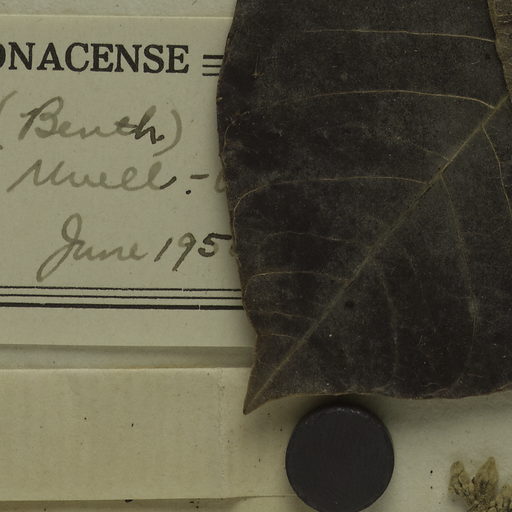 ONACENSE
(Benth)
Muell.-
June 195